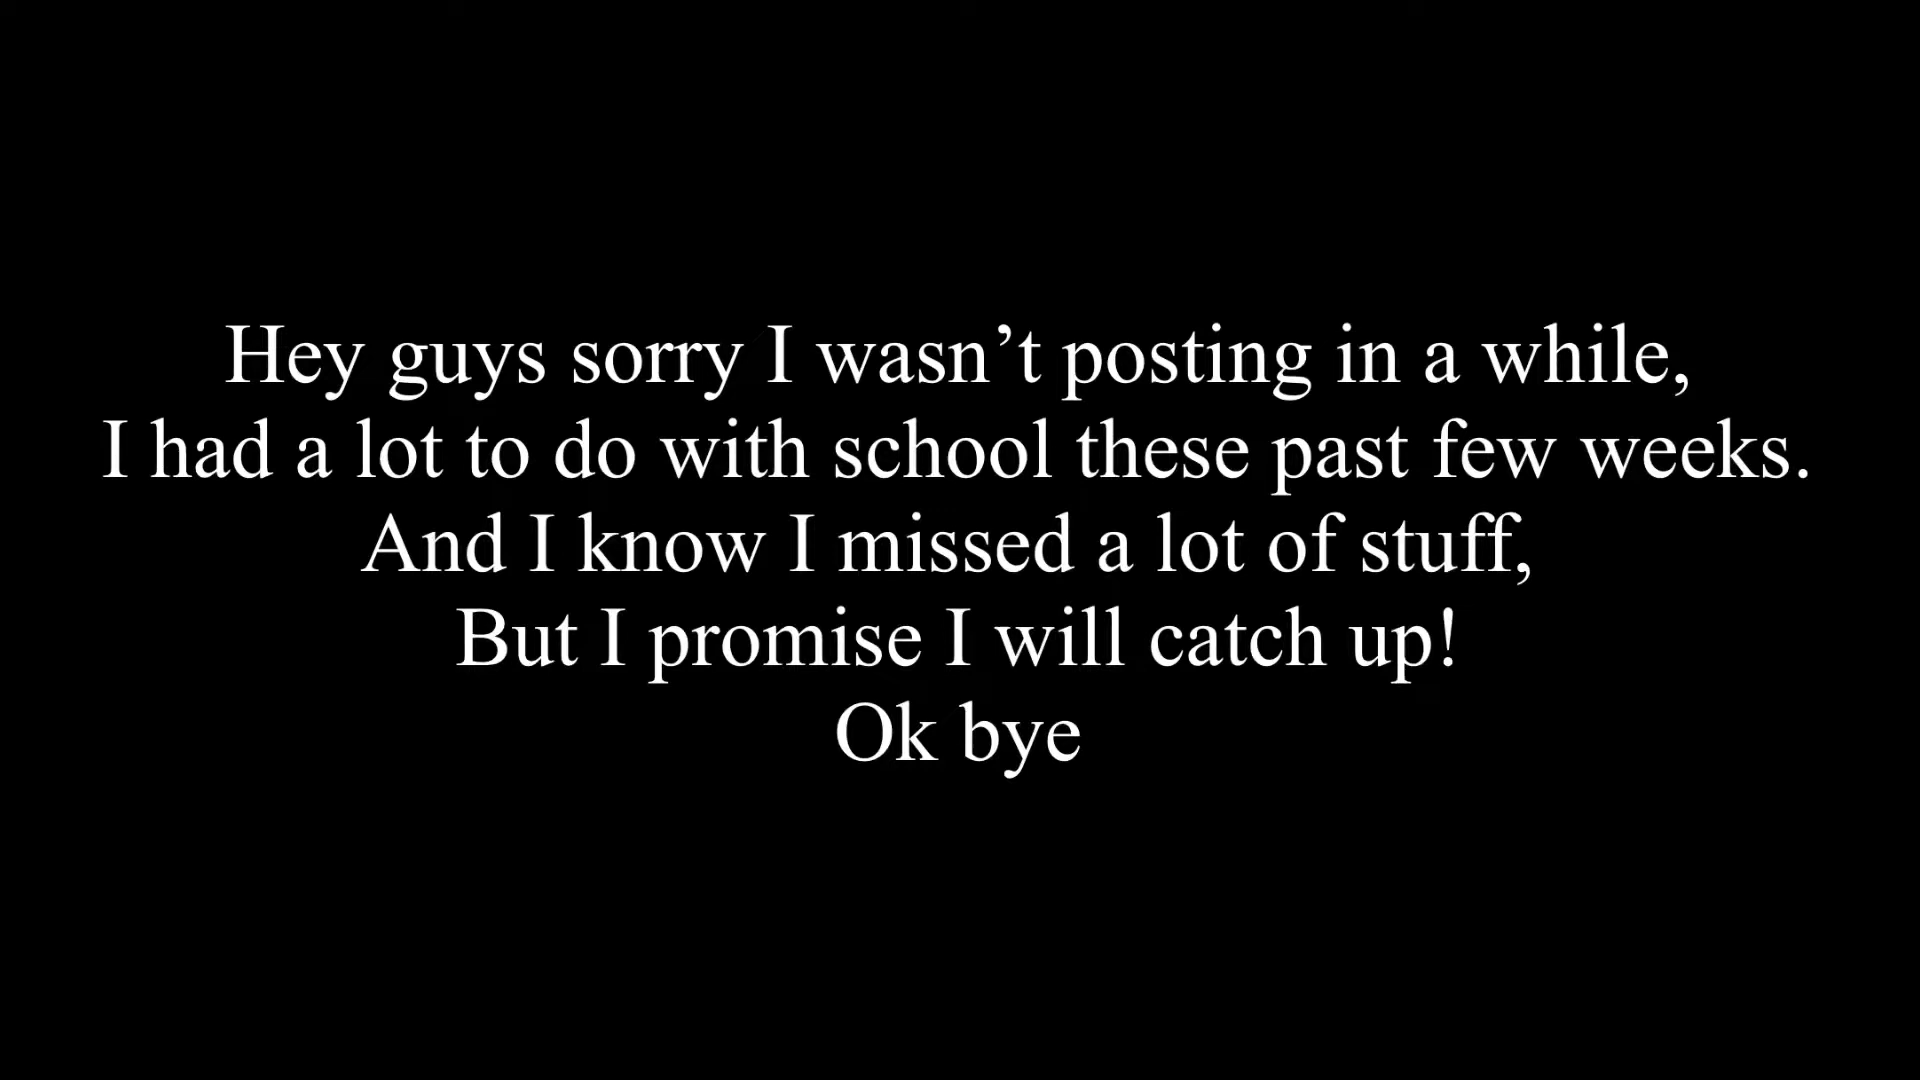 Hey guys sorry I wasn’t posting in a while,
I had a lot to do with school these past few weeks.
And I know I missed a lot of stuff,
But I promise I will catch up!
Ok bye